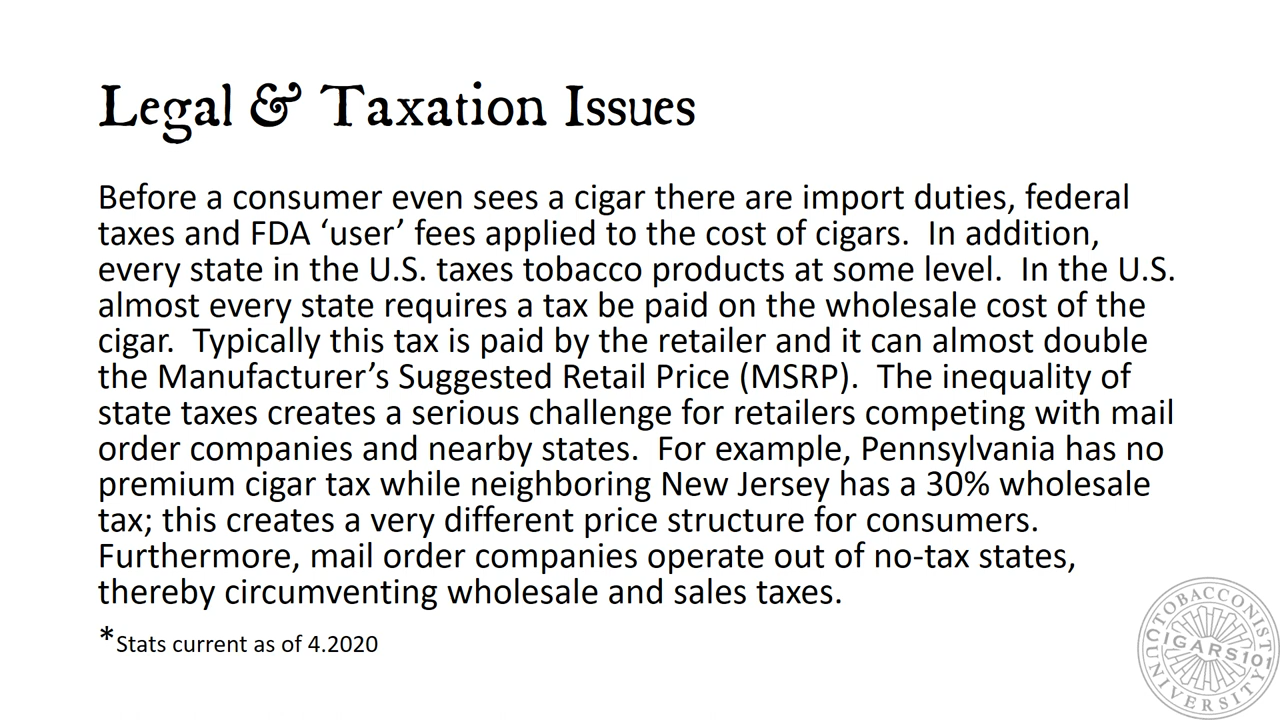 Legal & Taxation Issues
Before a consumer even sees a cigar there are import duties, federal
taxes and FDA ‘user’ fees applied to the cost of cigars.  In addition,
every state in the U.S. taxes tobacco products at some level.  In the U.S.
almost every state requires a tax be paid on the wholesale cost of the
cigar.  Typically this tax is paid by the retailer and it can almost double
the Manufacturer’s Suggested Retail Price (MSRP).  The inequality of
state taxes creates a serious challenge for retailers competing with mail
order companies and nearby states.  For example, Pennsylvania has no
premium cigar tax while neighboring New Jersey has a 30% wholesale
tax; this creates a very different price structure for consumers.
Furthermore, mail order companies operate out of no-tax states,
thereby circumventing wholesale and sales taxes.
*Stats current as of 4.2020
TOBACCONIST
CIGARS101
UNIVERSITY